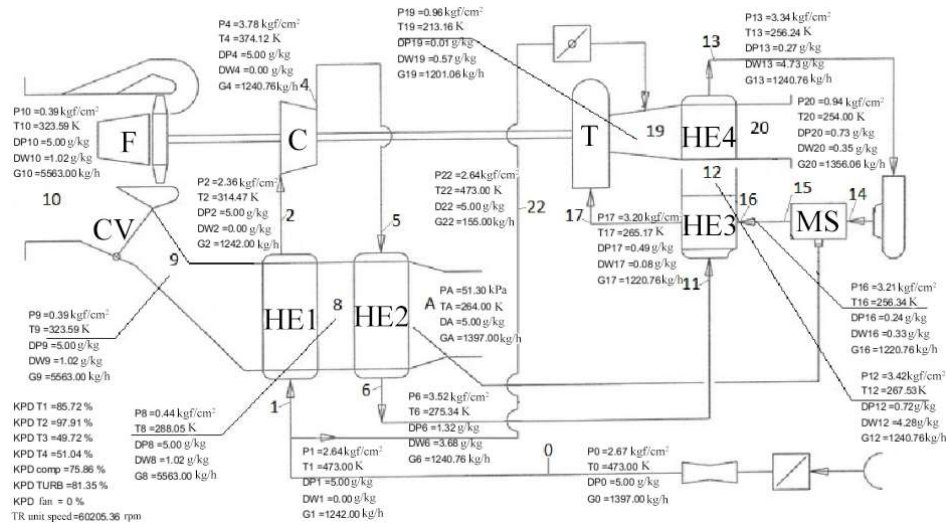 P4 =3.78 kgf/cm²
T4 =374.12 K
DP4 =5.00 g/kg
DW4 =0.00 g/kg
G4 =1240.76kg/h
4
P19 =0.96 kgf/cm²
T19 =213.16 K
DP19 =0.01 g/kg
DW19 =0.57 g/kg
G19 =1201.06kg/h
P13 =3.34 kgf/cm²
T13 =256.24 K
DP13 =0.27 g/kg
DW13 =4.73 g/kg
G13 =1240.76kg/h
13
P10 =0.39 kgf/cm²
T10 =323.59 K
DP10 =5.00 g/kg
DW10 =1.02 g/kg
G10 =5563.00 kg/h
10
F
C
T
19
HE4
20
P20 =0.94 kgf/cm²
T20 =254.00 K
DP20 =0.73 g/kg
DW20 =0.35 g/kg
G20 =1356.06 kg/h
P2 =2.36 kgf/cm²
T2 =314.47 K
DP2 =5.00 g/kg
DW2 =0.00 g/kg
G2 =1242.00 kg/h
2
5
P22 =2.64kgf/cm²
T22 =473.00 K
D22 =5.00 g/kg
G22 =155.00 kg/h
22
17
P17 =3.20 kgf/cm
T17 =265.17 K
DP17 =0.49 g/kg
DW17 =0.08 g/kg
G17 =1220.76 kg/h
12
HE3
16
15
MS
14
11
CV
9
P9 =0.39 kgf/cm²
T9 =323.59 K
DP9 =5.00 g/kg
DW9 =1.02 g/kg
G9 =5563.00 kg/h
HE1
8
HE2
A
PA =51.30 kPa
TA =264.00 K
DA =5.00 g/kg
GA =1397.00 kg/h
P16 =3.21 kgf/cm²
T16 =256.34 K
DP16 =0.24 g/kg
DW16 =0.33 g/kg
G16 =1220.76 kg/h
P12 =3.42 kgf/cm²
T12 =267.53K
DP12 =0.72 g/kg
DW12 =4.28 g/kg
G12 =1240.76 kg/h
1
6
KPD T1 =85.72 %
KPD T2 =97.91 %
KPD T3 =49.72 %
KPD T4 =51.04 %
KPD comp =75.86 %
KPD TURB =81.35 %
KPD fan = 0 %
TR unit speed=60205.36 rpm
P8 =0.44 kgf/cm²
T8 =288.05 K
DP8 =5.00 g/kg
DW8 =1.02 g/kg
G8 =5563.00 kg/h
P1 =2.64 kgf/cm²
T1 =473.00 K
DP1 =5.00g/kg
DW1 =0.00 g/kg
G1 =1242.00 kg/h
P6 =3.52 kgf/cm²
T6 =275.34 K
DP6 =1.32 g/kg
DW6 =3.68 g/kg
G6 =1240.76 kg/h
0
P0 =2.67 kgf/cm²
T0 =473.00 K
DP0 =5.00 g/kg
G0 =1397.00 kg/h